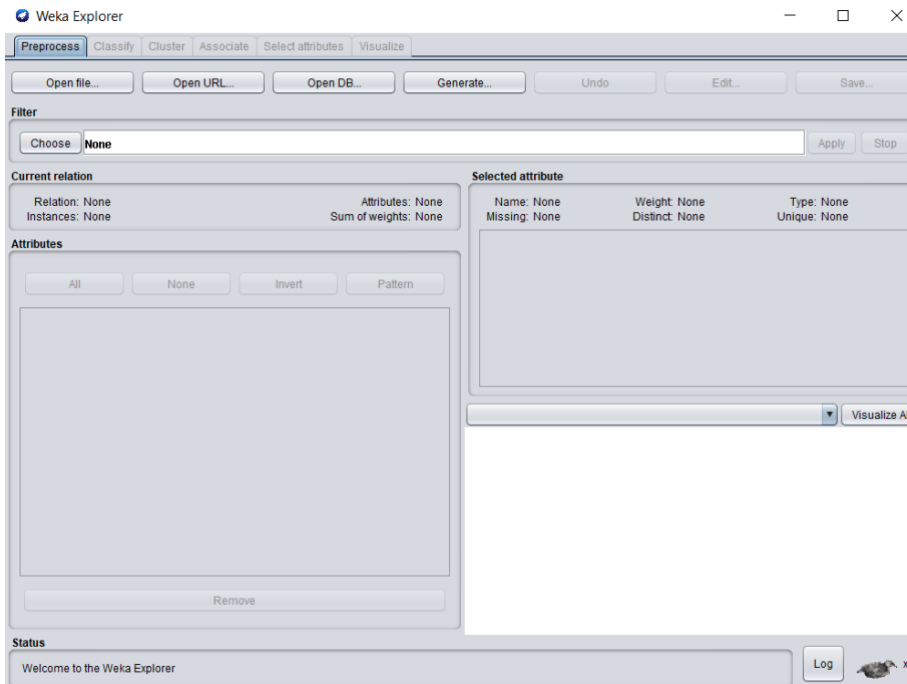 Weka Explorer
Preprocess Classify Cluster Associate Select attributes Visualize
Open file... Open URL... Open DB... Generate... Undo Edit... Save...
Filter
Choose None Apply Stop
Current relation
Relation: None Attributes: None
Instances: None Sum of weights: None
Selected attribute
Name: None Weight: None Type: None
Missing: None Distinct: None Unique: None
Attributes
All None Invert Pattern
Visualize Al
Remove
Status
Welcome to the Weka Explorer
Log x